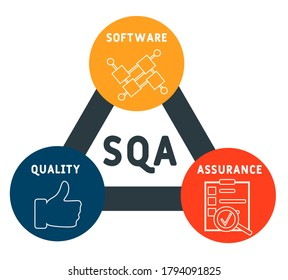 SOFTWARE
SQA
QUALITY
ASSURANCE
shutterstock.com · 1794091825